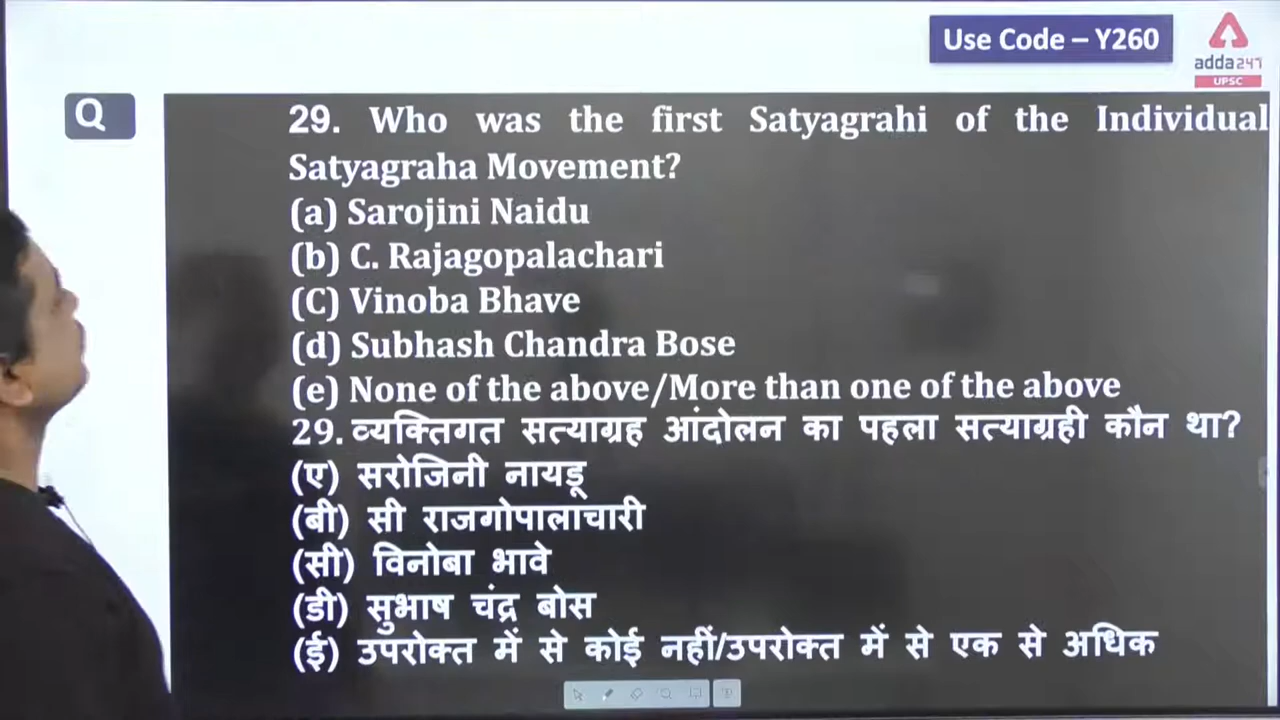 Use Code – Y260
adda247
UPSC
Q
29. Who was the first Satyagrahi of the Individual
Satyagraha Movement?
(a) Sarojini Naidu
(b) C. Rajagopalachari
(C) Vinoba Bhave
(d) Subhash Chandra Bose
(e) None of the above/More than one of the above
29. व्यक्तिगत सत्याग्रह आंदोलन का पहला सत्याग्रही कौन था?
(ए) सरोजिनी नायडू
(बी) सी राजगोपालाचारी
(सी) विनोबा भावे
(डी) सुभाष चंद्र बोस
(ई) उपरोक्त में से कोई नहीं/उपरोक्त में से एक से अधिक